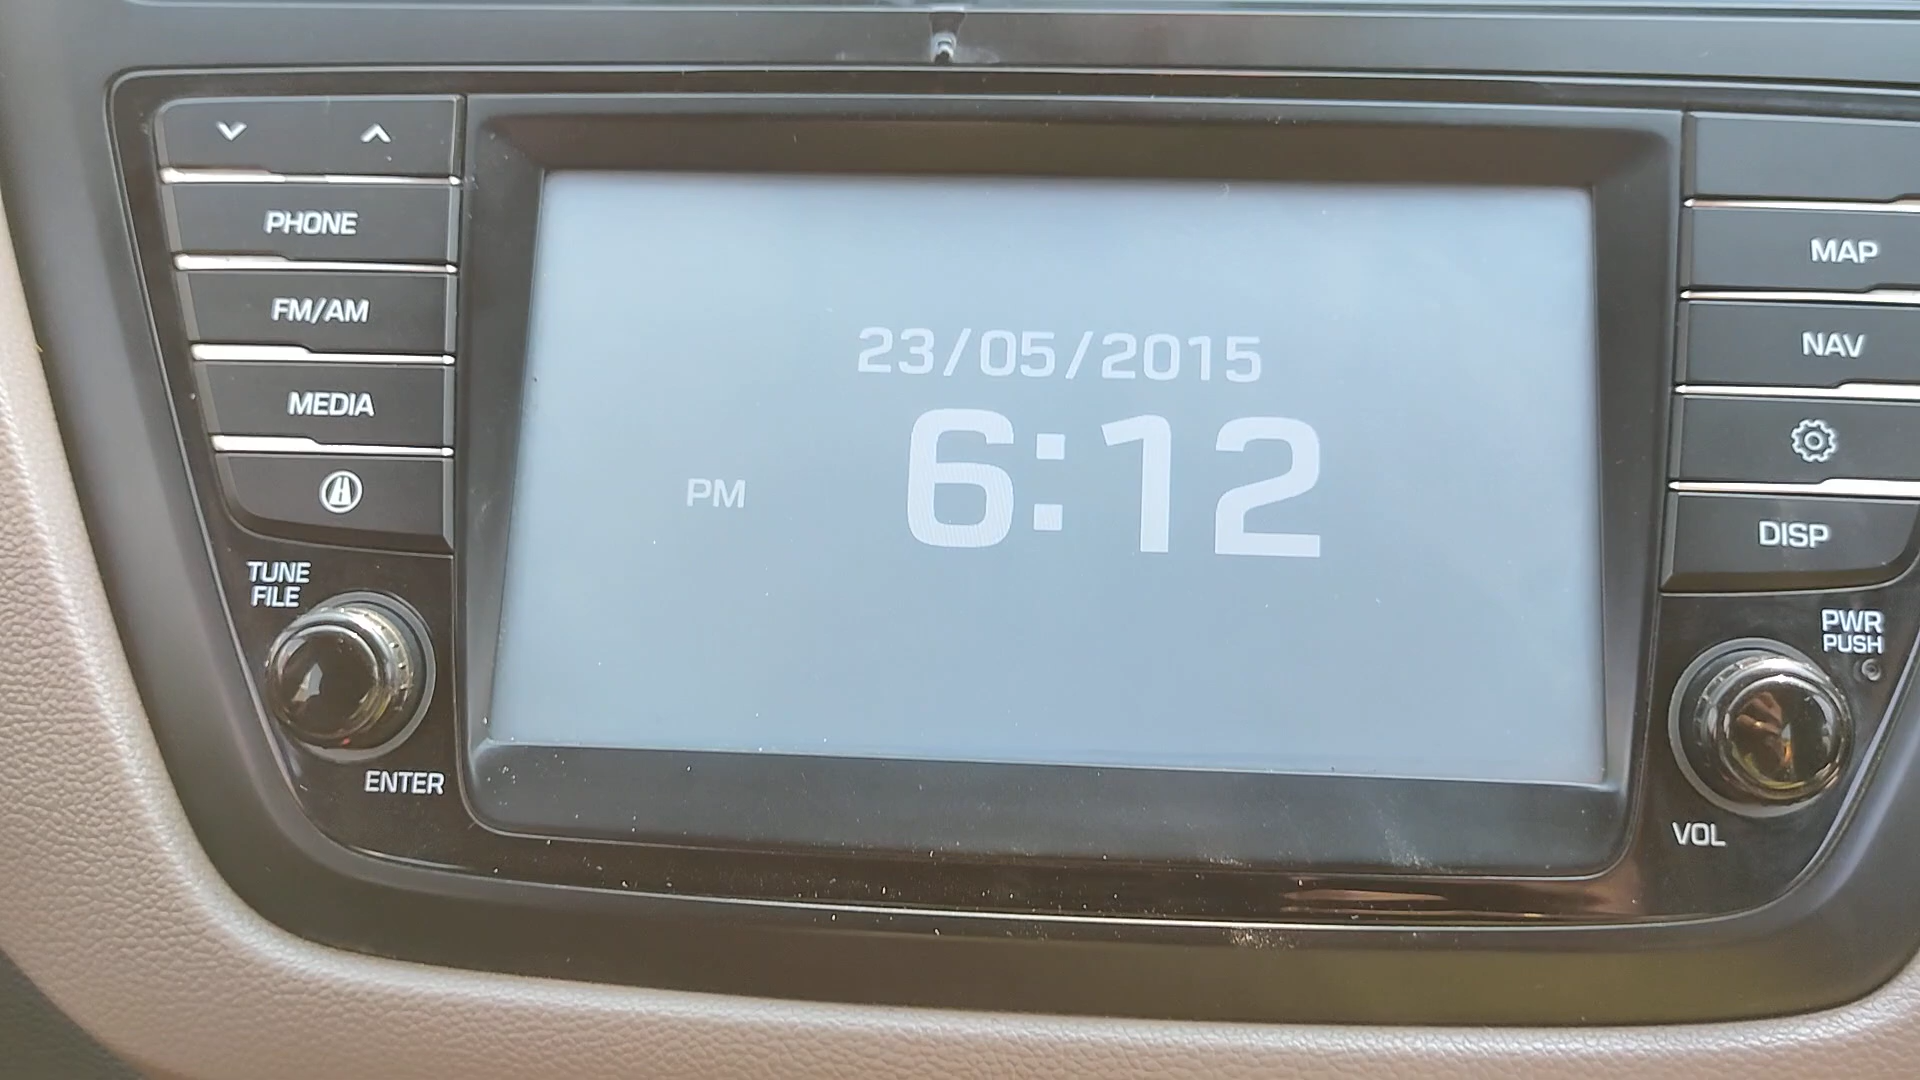 PHONE
FM/AM
MEDIA
TUNE
FILE
ENTER
23/05/2015
PM 6:12
MAP
NAV
DISP
PWR
PUSH
VOL